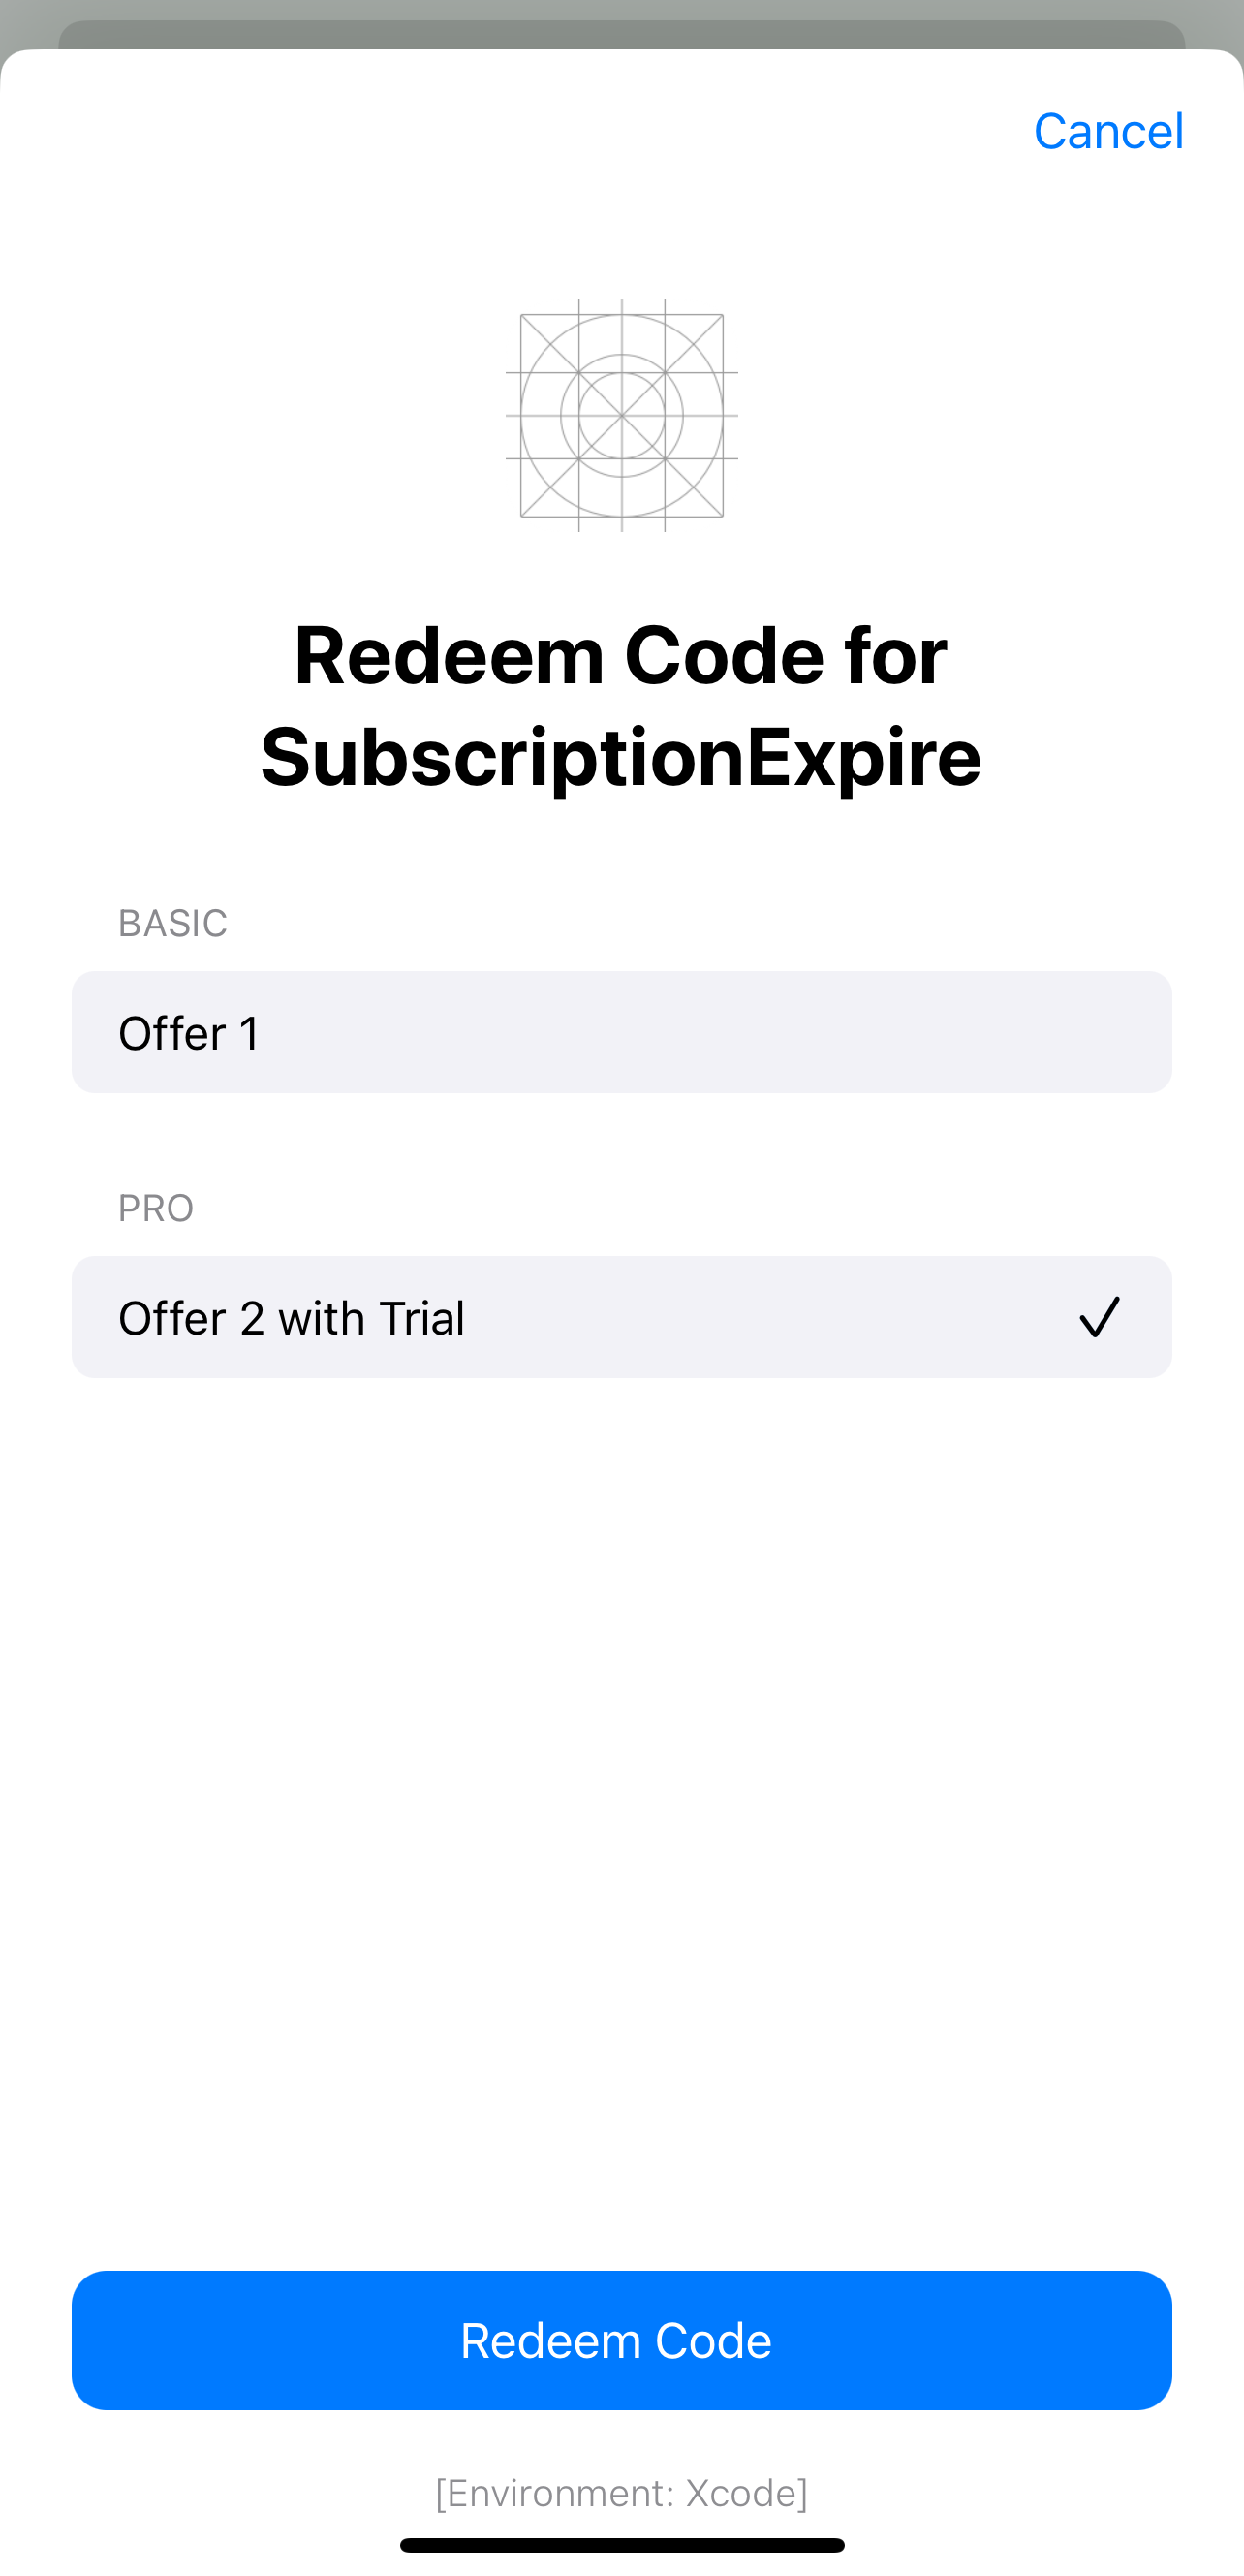 Cancel
Redeem Code for
SubscriptionExpire
BASIC
Offer 1
PRO
Offer 2 with Trial
Redeem Code
[Environment: Xcode]